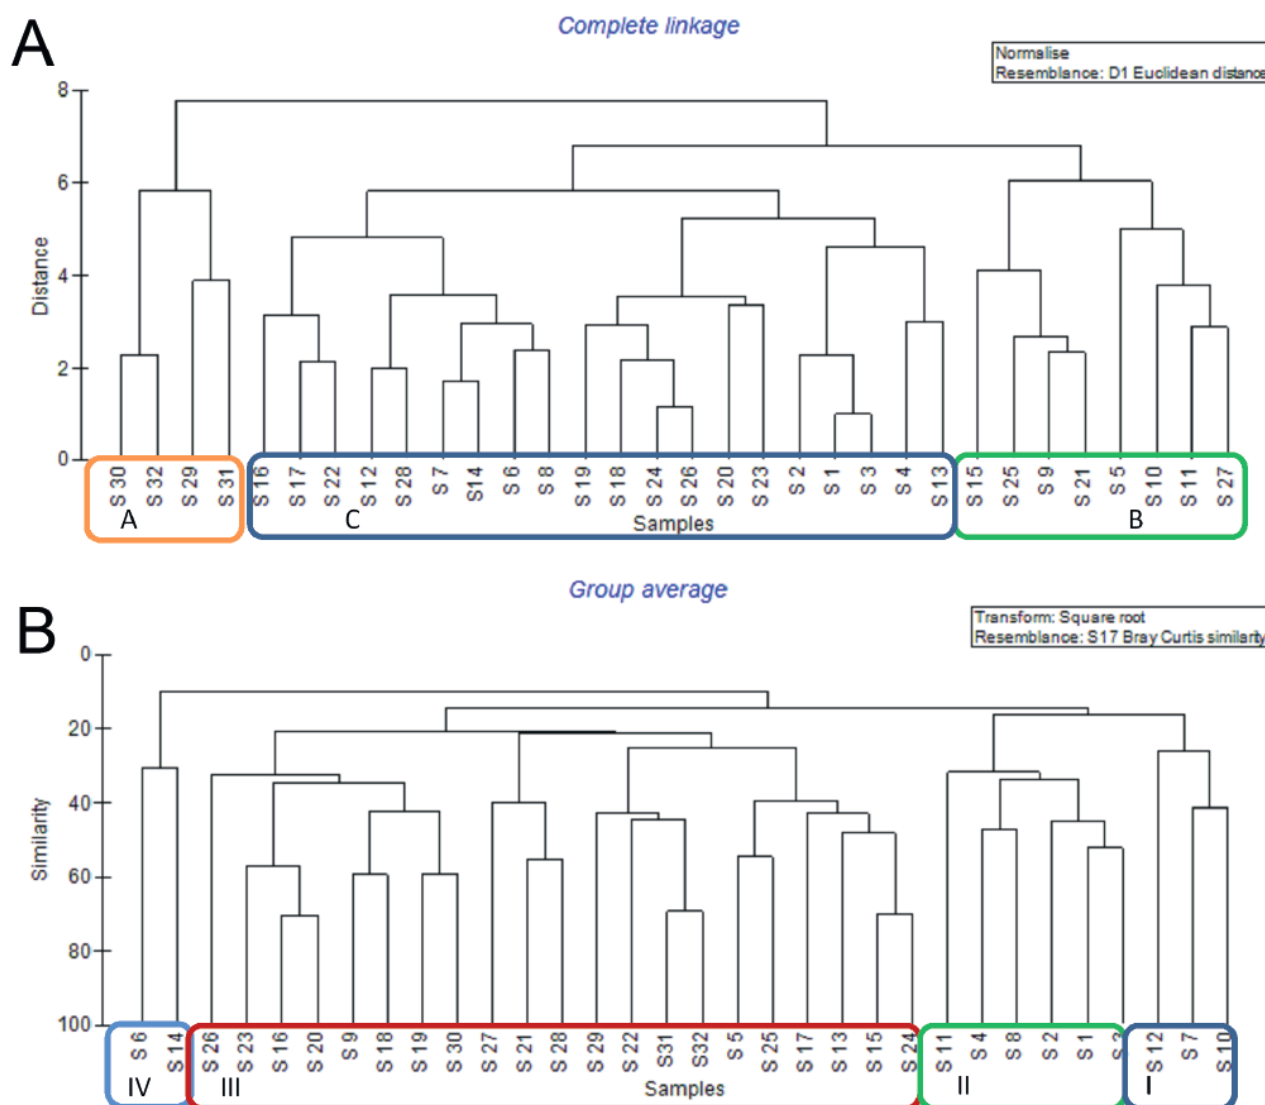 A
Complete linkage
Normalise
Resemblance: D1 Euclidean distance
8
6
4
2
0
Distance
S 30 S 32 S 29 S 31 S 16 S 17 S 22 S 12 S 28 S 7 S14 S 6 S 8 S 19 S 18 S 24 S 26 S 20 S 23 S 2 S 1 S 3 S 4 S 13 S 15 S 25 S 9 S 21 S 5 S 10 S 11 S 27
A C B
Samples
B
Group average
Transform: Square root
Resemblance: S17 Bray Curtis similarity
0
20
40
60
80
100
Similarity
S 6 S 14 S 26 S 23 S 16 S 20 S 9 S 18 S 19 S 30 S 27 S 21 S 28 S 29 S 22 S31 S32 S 5 S 25 S 17 S 13 S 15 S 24 S 11 S 4 S 8 S 2 S 1 S 3 S 12 S 7 S 10
IV III II I
Samples